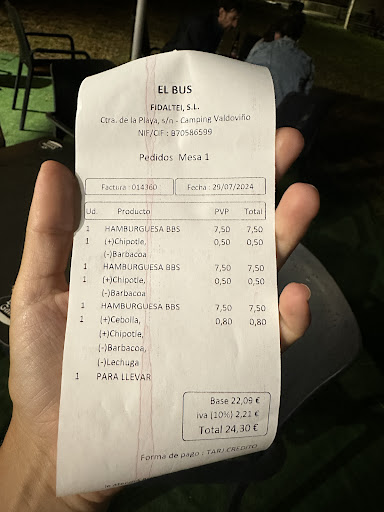 EL BUS
FIDALTEI, S.L.
Ctra. de la Playa, s/n - Camping Valdoviño
NIF/CIF : B70586599
Pedidos Mesa 1
Factura : 014360 Fecha : 29/07/2024
Ud. Producto PVP Total
1 HAMBURGUESA BBS 7,50 7,50
1 (+)Chipotle, 0,50 0,50
(-)Barbacoa
1 HAMBURGUESA BBS 7,50 7,50
1 (+)Chipotle, 0,50 0,50
(-)Barbacoa
1 HAMBURGUESA BBS 7,50 7,50
1 (+)Cebolla, 0,80 0,80
(+)Chipotle,
(-)Barbacoa,
(-)Lechuga
1 PARA LLEVAR
Base 22,09 €
iva (10%) 2,21 €
Total 24,30 €
Forma de pago : TARJ CREDITO